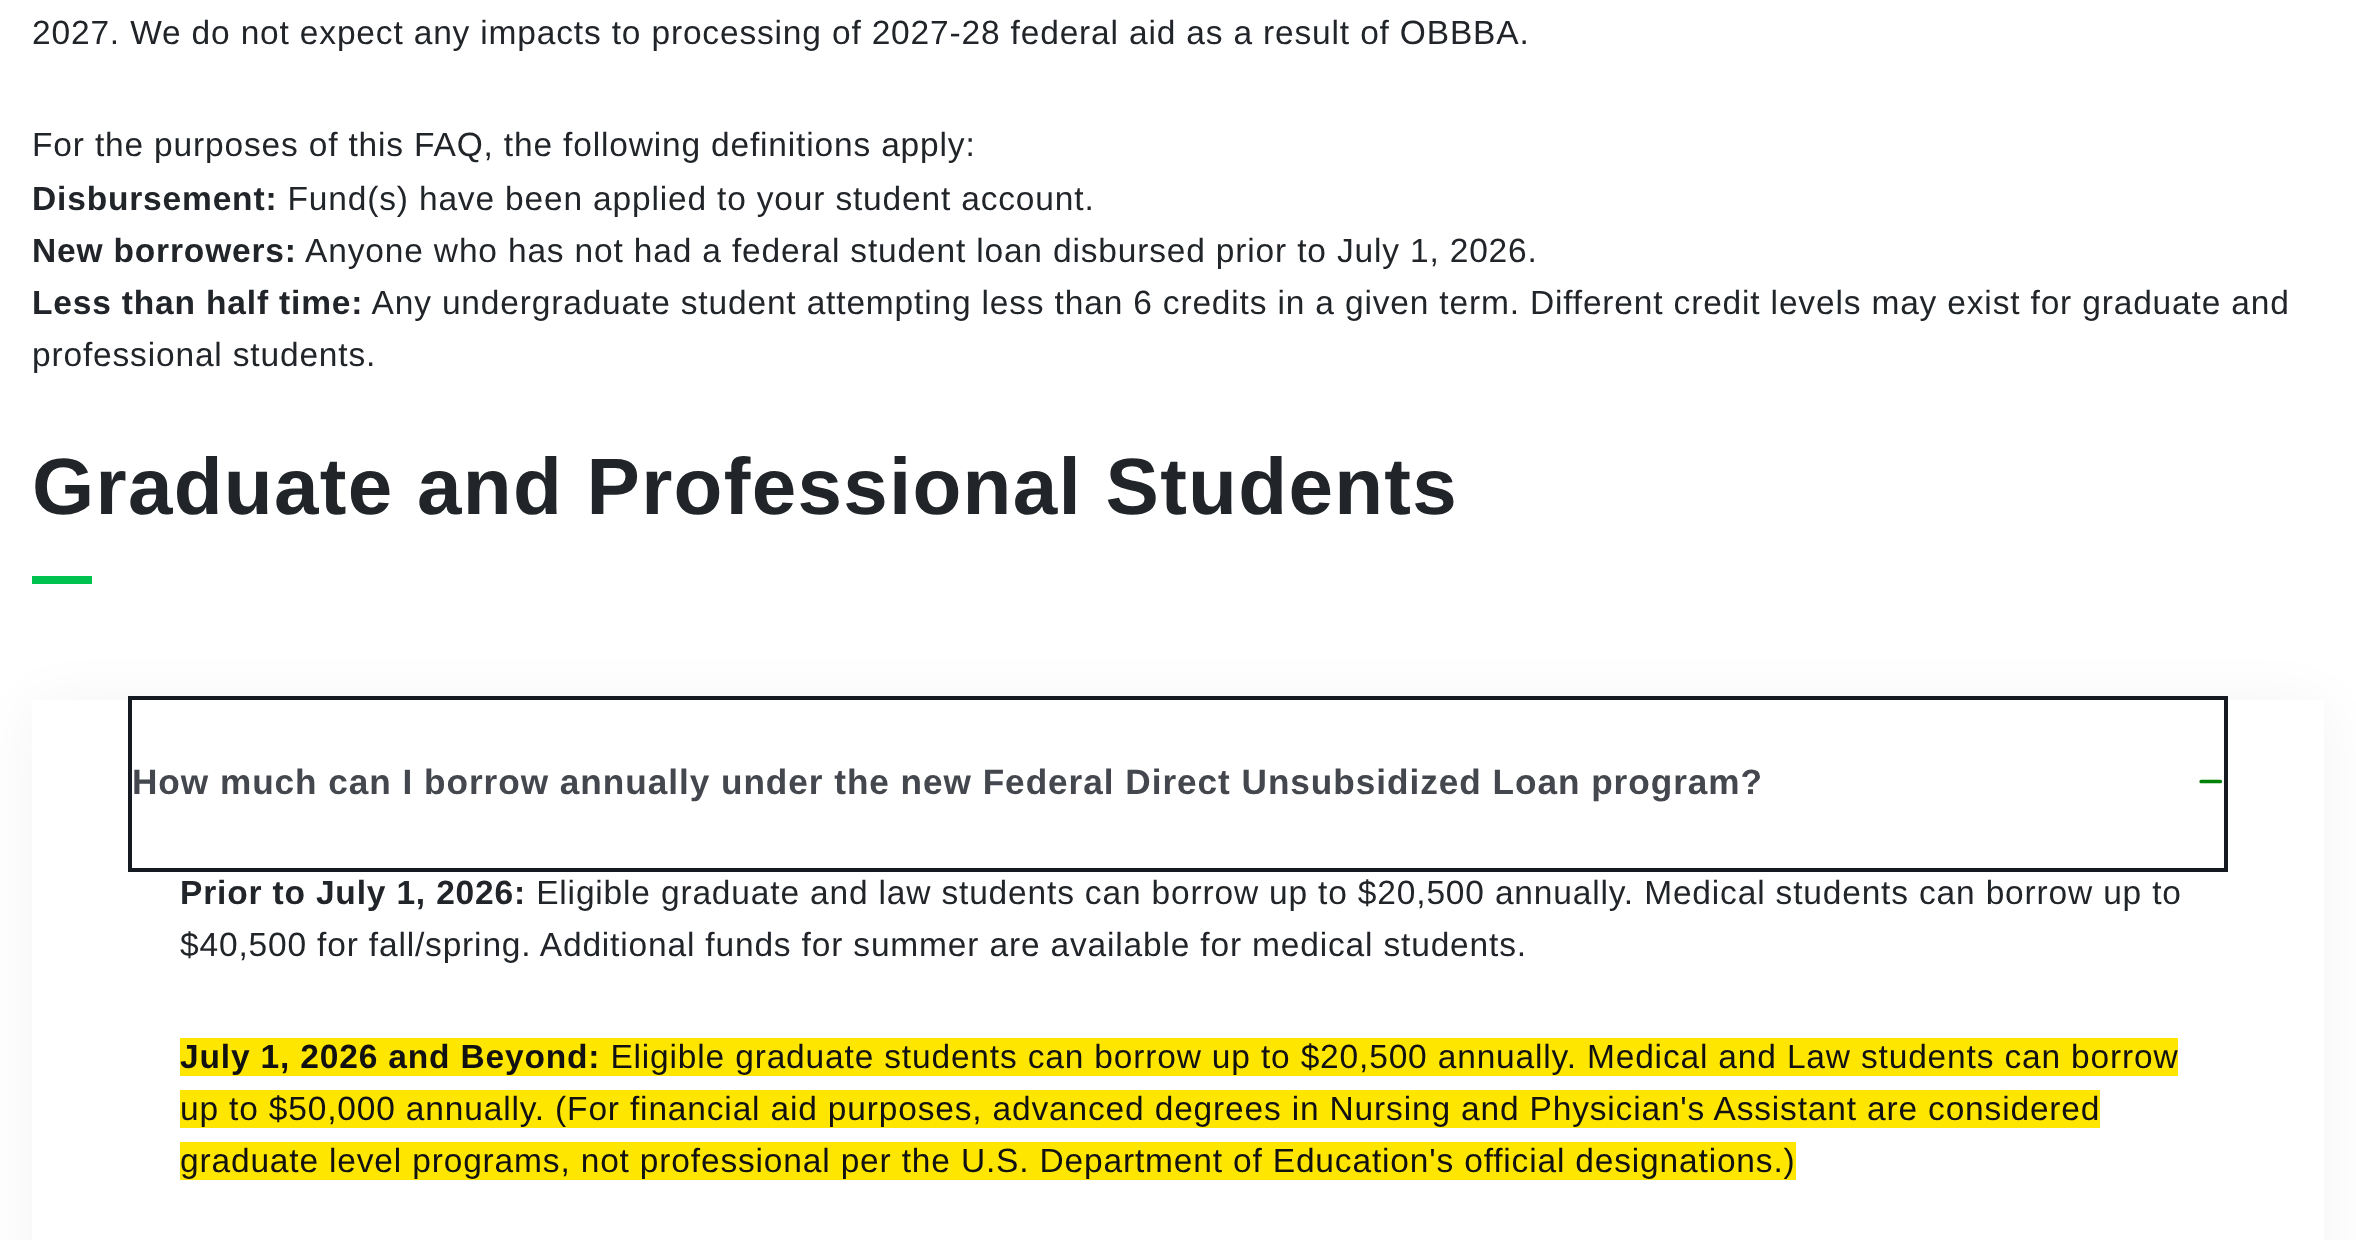 2027. We do not expect any impacts to processing of 2027-28 federal aid as a result of OBBBA.
For the purposes of this FAQ, the following definitions apply:
Disbursement: Fund(s) have been applied to your student account.
New borrowers: Anyone who has not had a federal student loan disbursed prior to July 1, 2026.
Less than half time: Any undergraduate student attempting less than 6 credits in a given term. Different credit levels may exist for graduate and
professional students.
Graduate and Professional Students
How much can I borrow annually under the new Federal Direct Unsubsidized Loan program?
Prior to July 1, 2026: Eligible graduate and law students can borrow up to $20,500 annually. Medical students can borrow up to
$40,500 for fall/spring. Additional funds for summer are available for medical students.
July 1, 2026 and Beyond: Eligible graduate students can borrow up to $20,500 annually. Medical and Law students can borrow
up to $50,000 annually. (For financial aid purposes, advanced degrees in Nursing and Physician's Assistant are considered
graduate level programs, not professional per the U.S. Department of Education's official designations.)